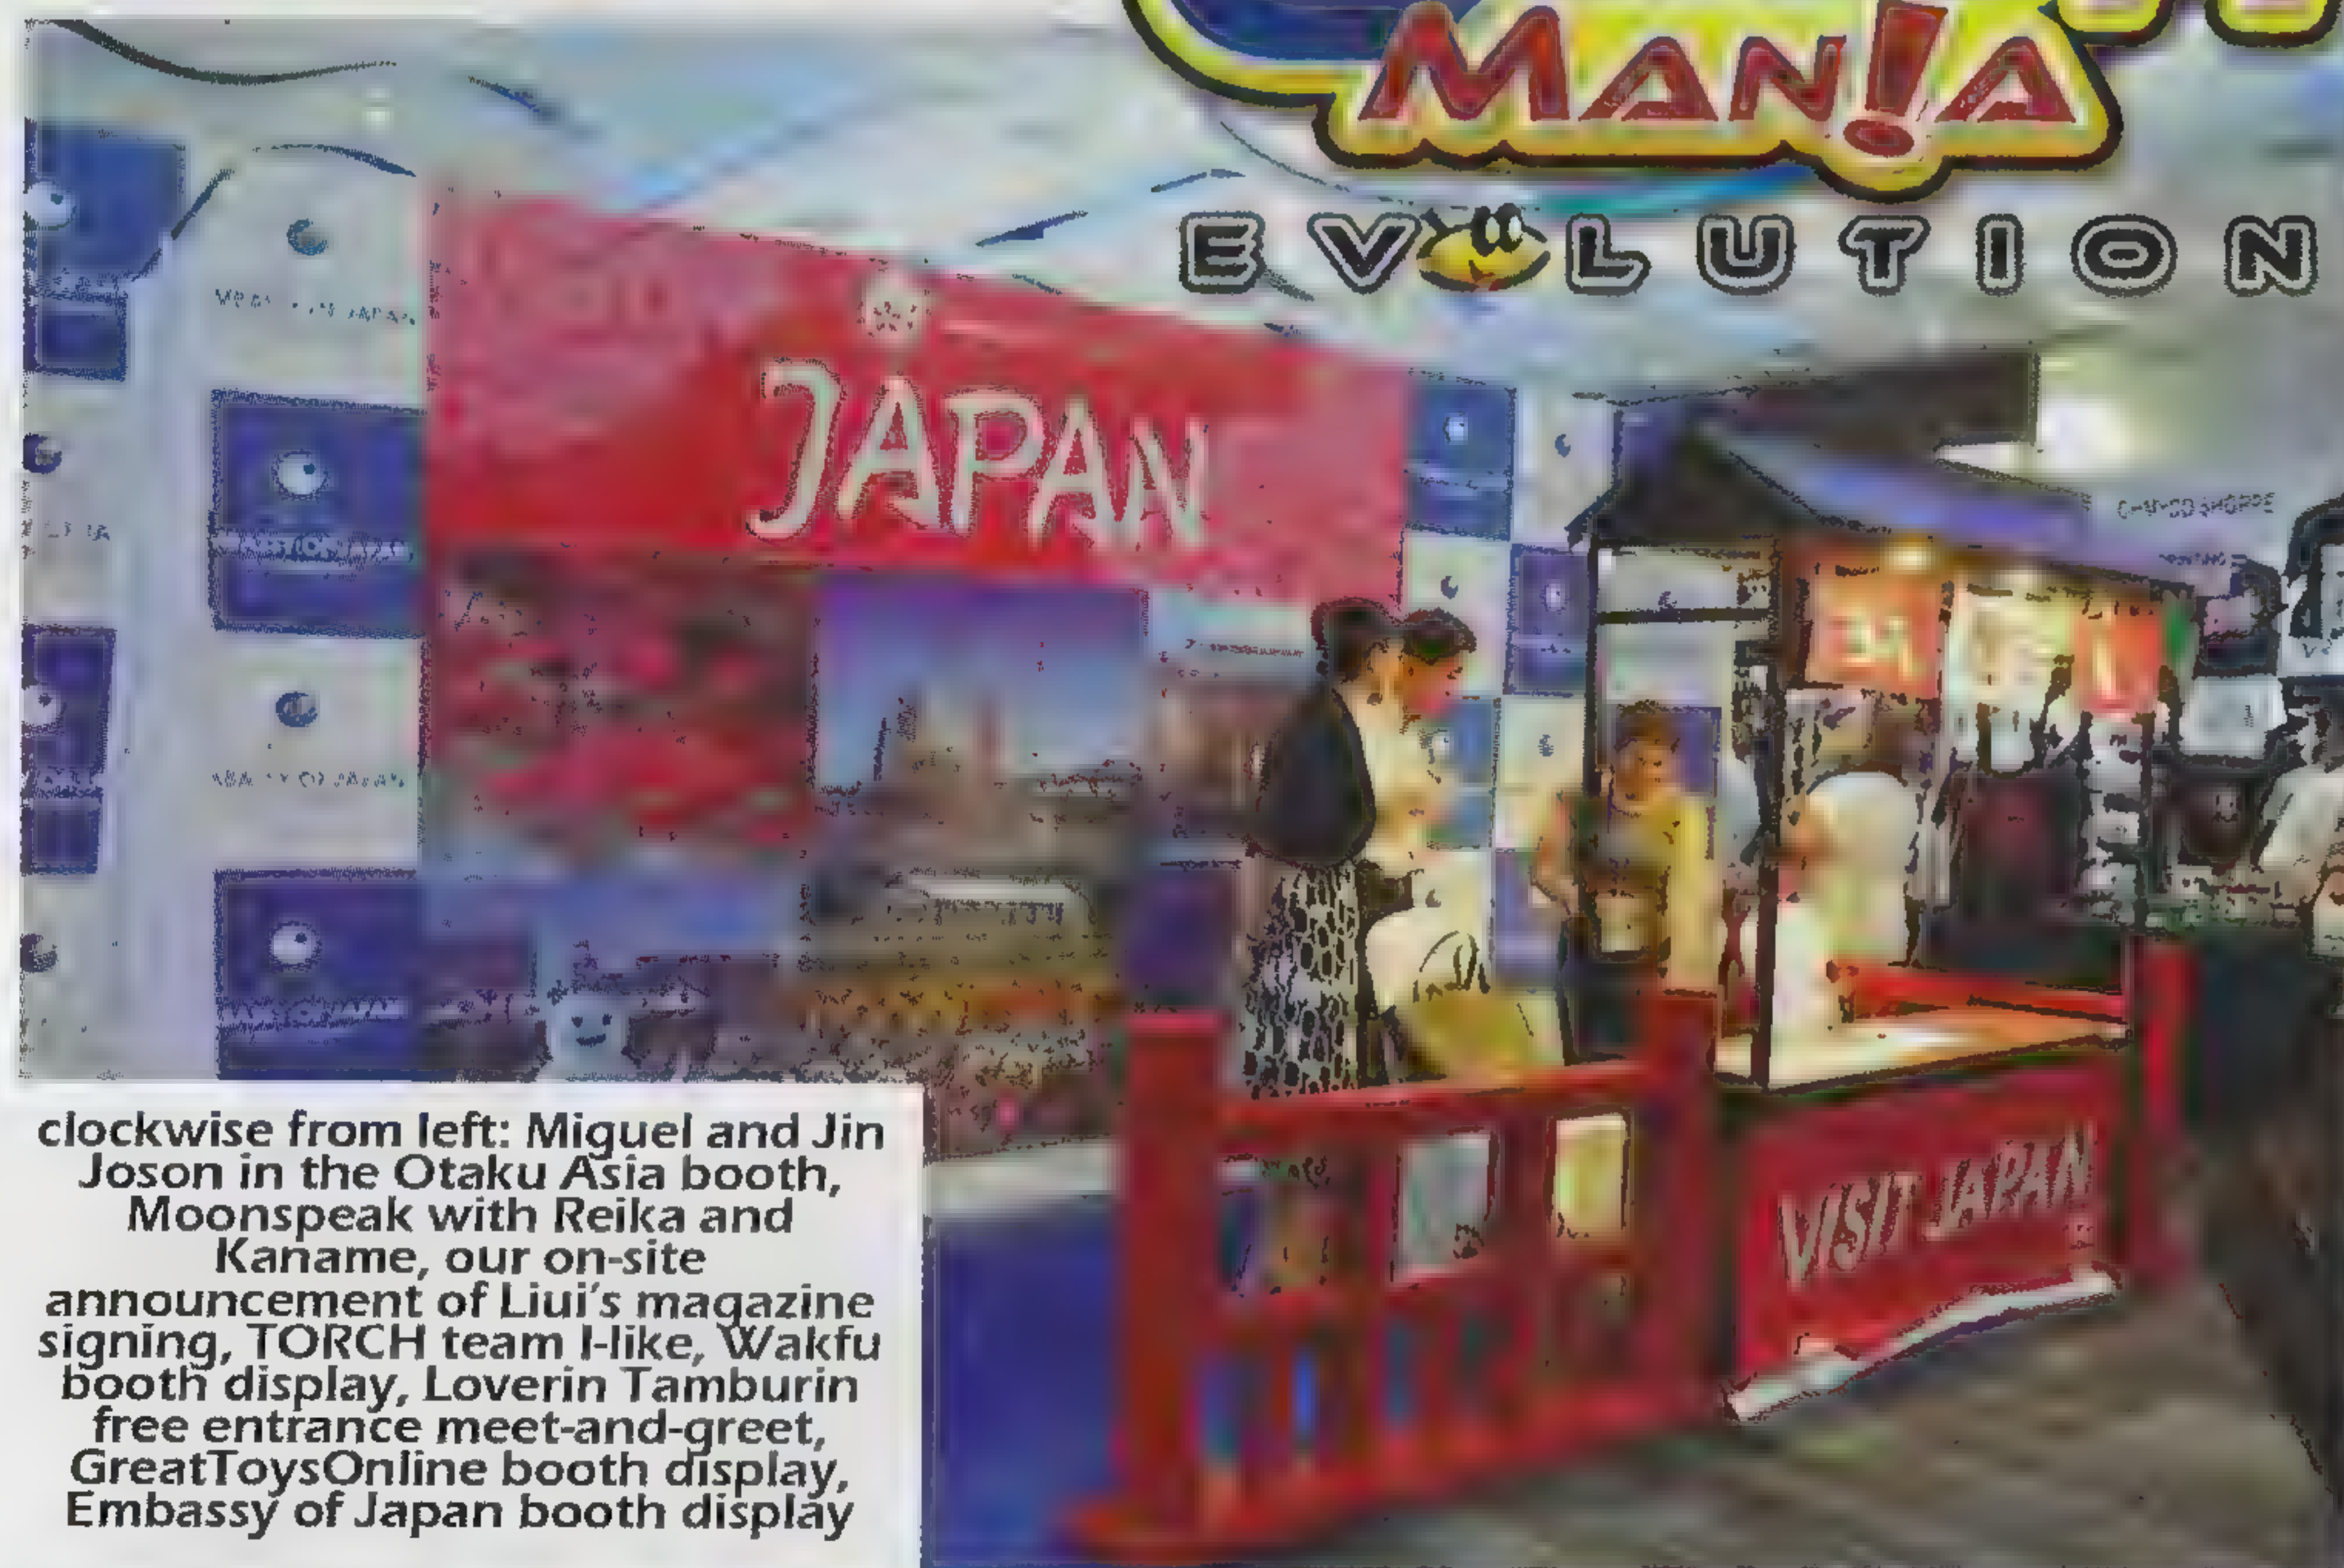 MAN!A
EVOLUTION
JAPAN
VISIT JAPAN
clockwise from left: Miguel and Jin
Joson in the Otaku Asia booth,
Moonspeak with Reika and
Kaname, our on-site
announcement of Liui's magazine
signing, TORCH team I-like, Wakfu
booth display, Loverin Tamburin
free entrance meet-and-greet,
GreatToysOnline booth display,
Embassy of Japan booth display